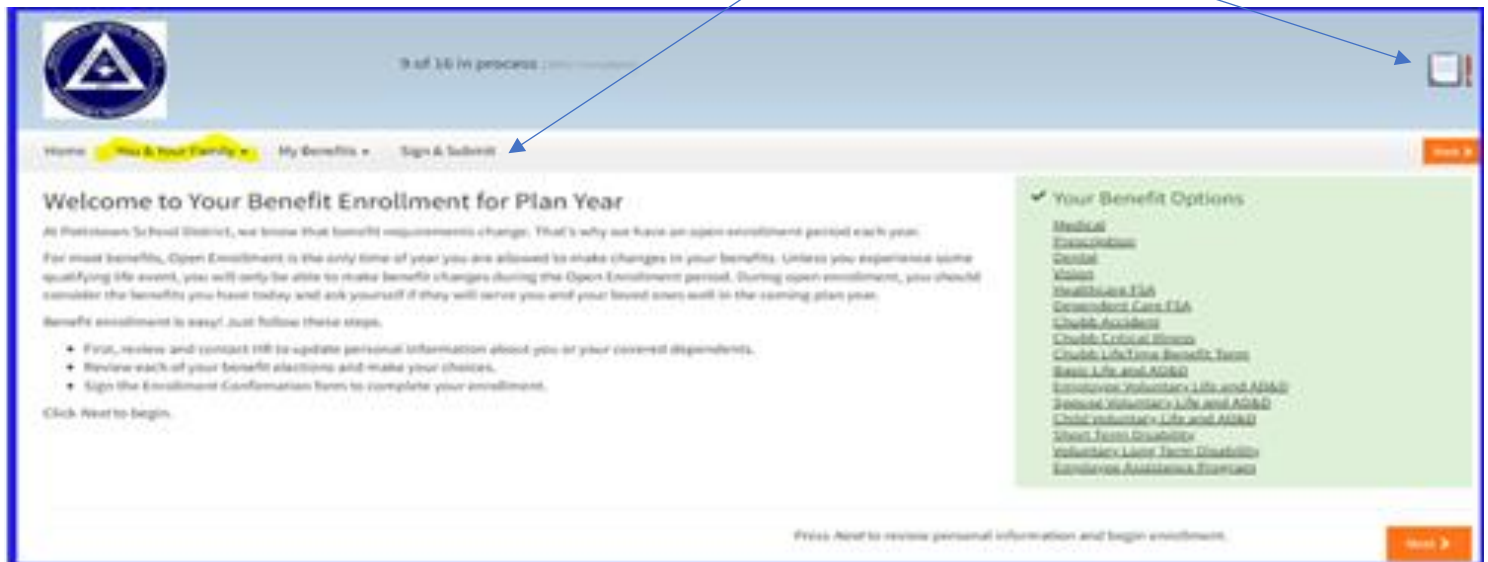 9 of 16 in process
Home You & Your Family My Benefits Sign & Submit
Next
Welcome to Your Benefit Enrollment for Plan Year
At Pottstown School District, we know that benefit requirements change. That's why we have an open enrollment period each year.
For most benefits, Open Enrollment is the only time of year you are allowed to make changes in your benefits. Unless you experience some
qualifying life event, you will only be able to make benefit changes during the Open Enrollment period. During open enrollment, you should
consider the benefits you have today and ask yourself if they will serve you and your loved ones well in the coming plan year.
Benefit enrollment is easy! Just follow these steps.
• First, review and contact HR to update personal information about you or your covered dependents.
• Review each of your benefit elections and make your choices.
• Sign the Enrollment Confirmation form to complete your enrollment.
Click Next to begin.
Your Benefit Options
Medical
Prescription
Dental
Vision
Healthcare FSA
Dependent Care FSA
Chubb Accident
Chubb Critical Illness
Chubb LifeTime Benefit Term
Basic Life and AD&D
Employee Voluntary Life and AD&D
Spouse Voluntary Life and AD&D
Child Voluntary Life and AD&D
Short Term Disability
Voluntary Long Term Disability
Employee Assistance Program
Press Next to review personal information and begin enrollment.
Next